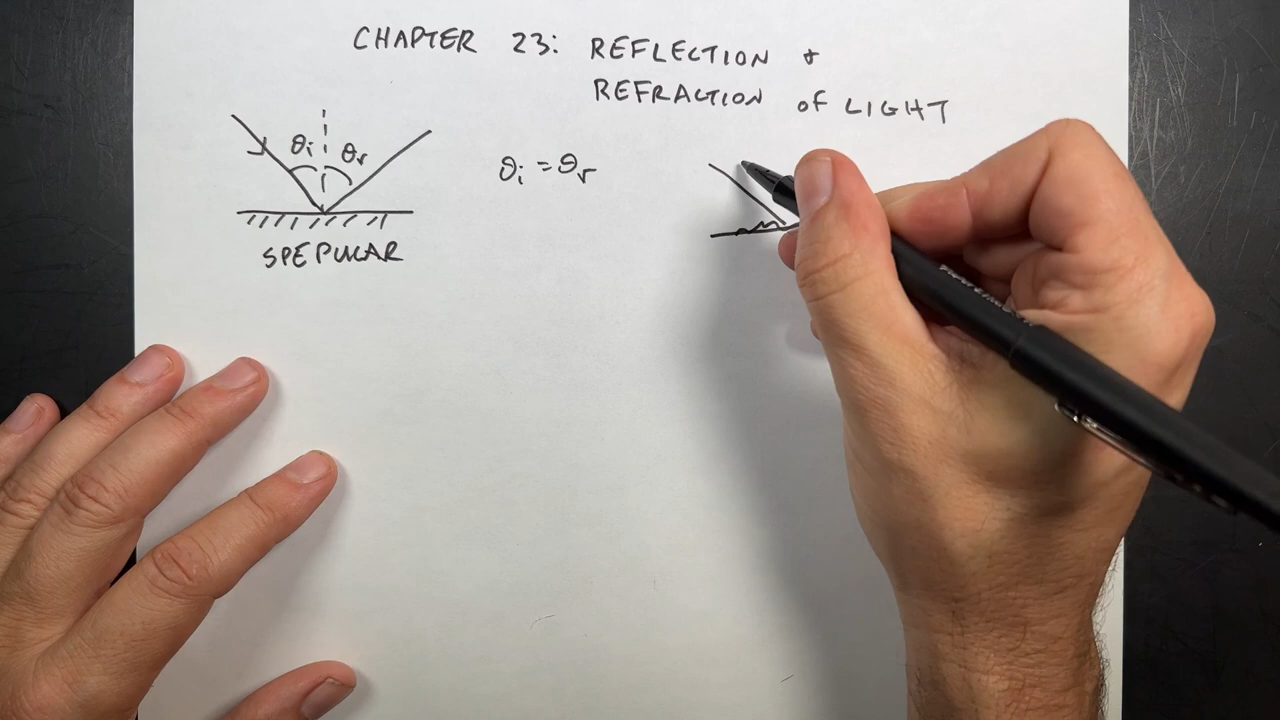 CHAPTER 23: REFLECTION &
REFRACTION of LIGHT
θi θr
θi = θr
SPEPULAR